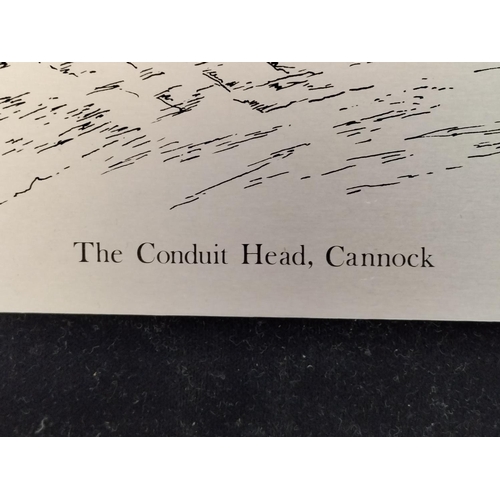 The Conduit Head, Cannock